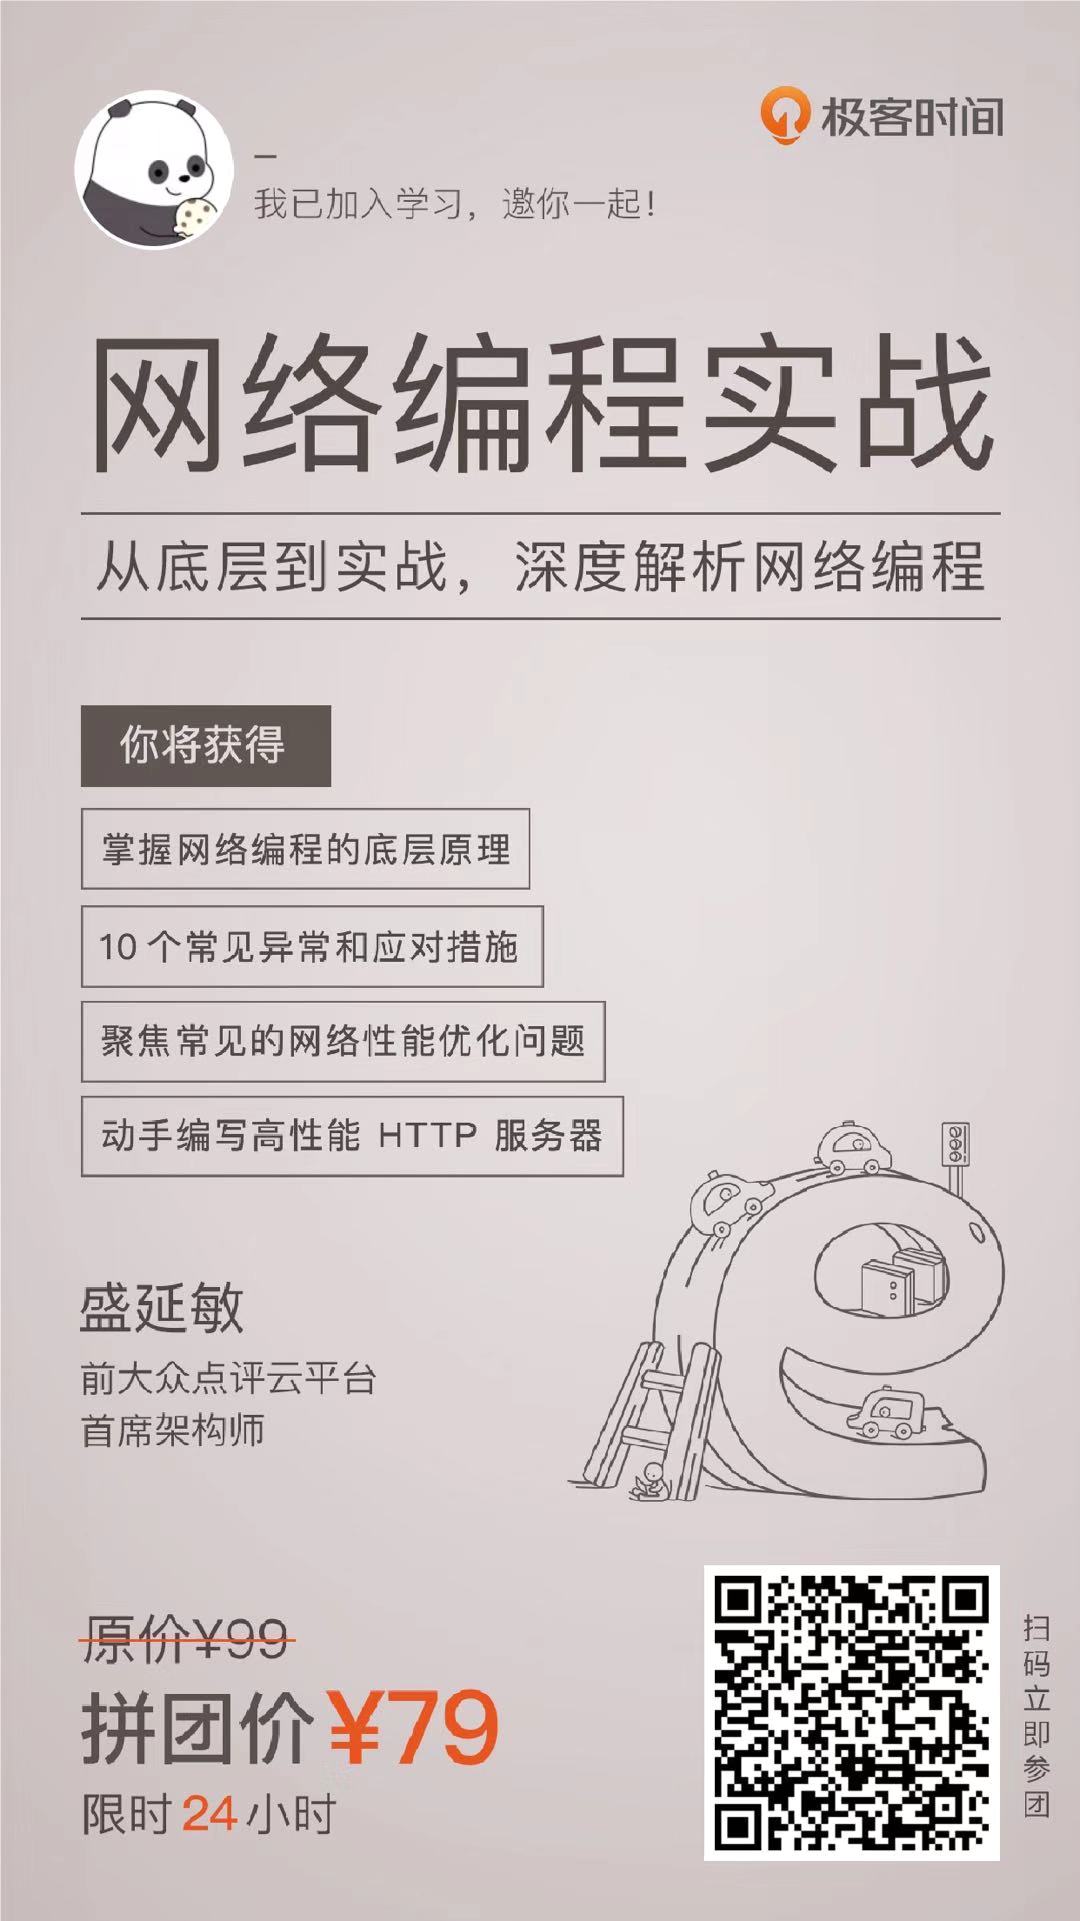 极客时间
–
我已加入学习，邀你一起！
网络编程实战
从底层到实战，深度解析网络编程
你将获得
掌握网络编程的底层原理
10 个常见异常和应对措施
聚焦常见的网络性能优化问题
动手编写高性能 HTTP 服务器
盛延敏
前大众点评云平台
首席架构师
原价¥99
拼团价¥79
限时 24 小时
扫码立即参团